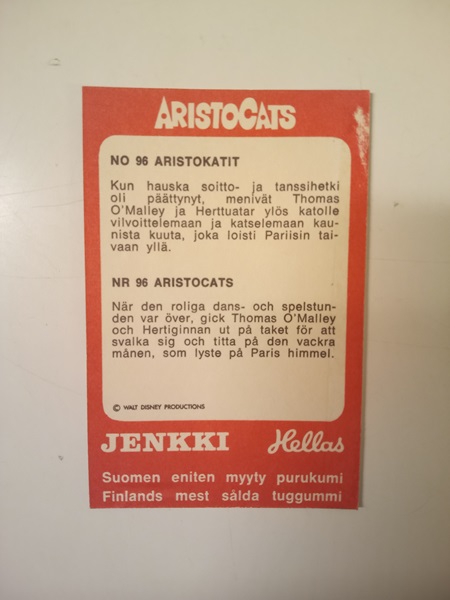 ARISTOCATS
NO 96 ARISTOKATIT
Kun hauska soitto- ja tanssihetki
oli päättynyt, menivät Thomas
O'Malley ja Herttuatar ylös katolle
vilvoittelemaan ja katselemaan kau-
nista kuuta, joka loisti Pariisin tai-
vaan yllä.
NR 96 ARISTOCATS
När den roliga dans- och spelstun-
den var över, gick Thomas O'Malley
och Hertiginnan ut på taket för att
svalka sig och titta på den vackra
månen, som lyste på Paris himmel.
© WALT DISNEY PRODUCTIONS
JENKKI Hellas
Suomen eniten myyty purukumi
Finlands mest sålda tuggummi